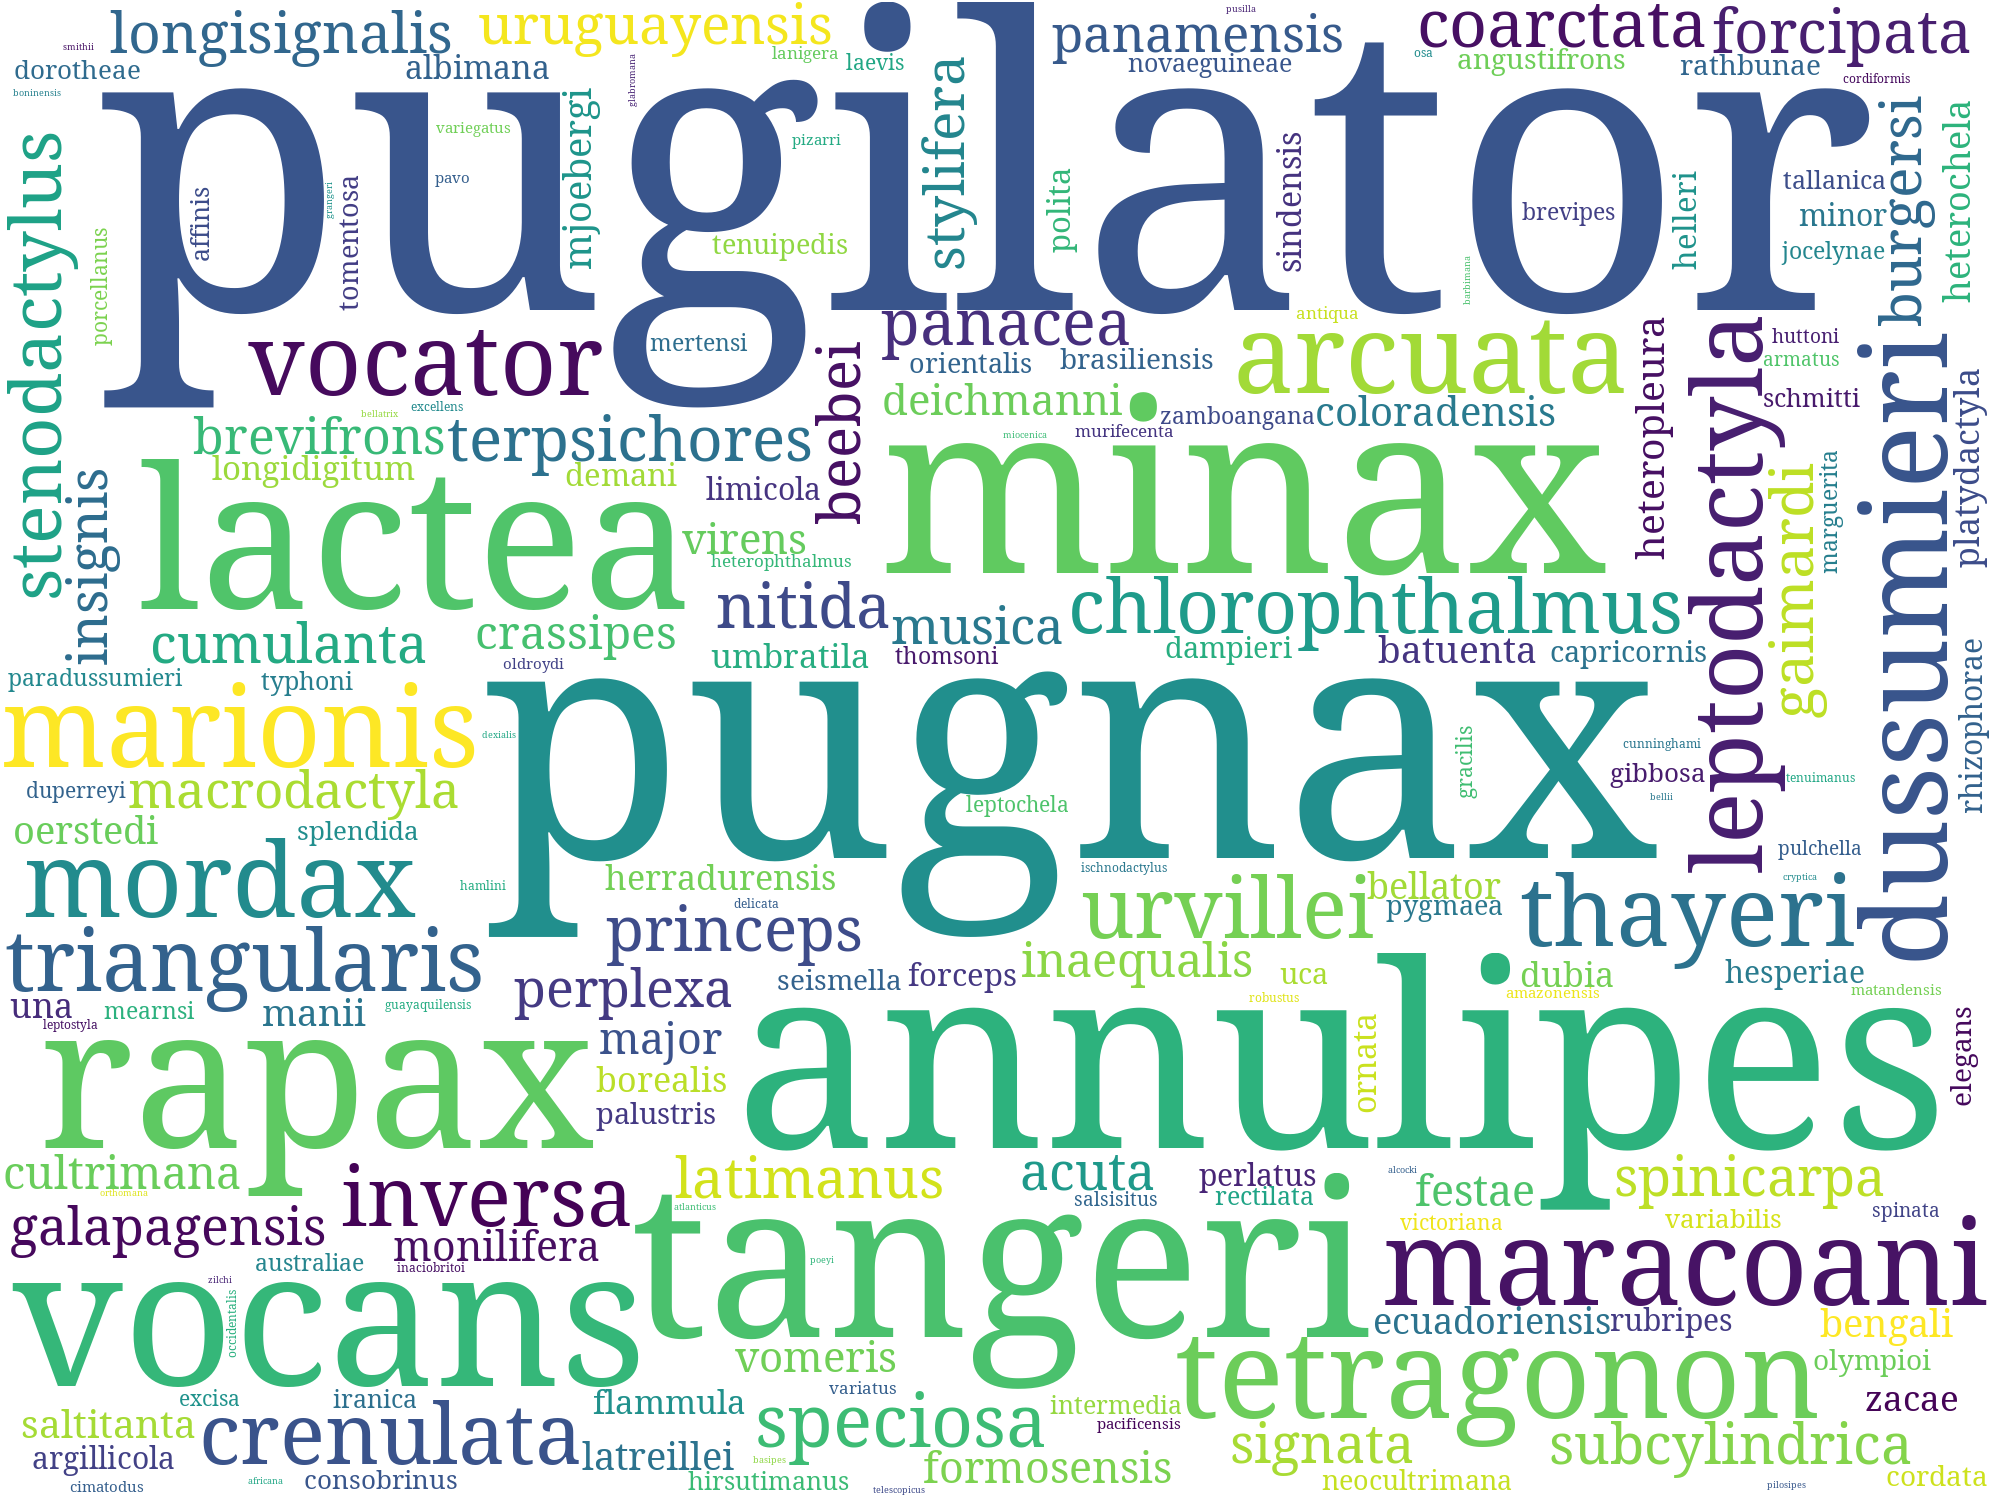 pugilator
longisignalis
uruguayensis
pusilla
panamensis
coarctata
forcipata
smithii
dorotheae
boninensis
albimana
glabromana
lanigera
laevis
novaeguineae
osa
angustifrons
rathbunae
cordiformis
stenodactylus
porcellanus
affinis
grangeri
tomentosa
variegatus
pavo
mjoebergi
pizarri
tenuipedis
stylifera
polita
sindensis
barbimana
brevipes
helleri
tallanica
minor
jocelynae
burgersi
heterochela
vocator
mertensi
beebei
panacea
orientalis
brasiliensis
antiqua
arcuata
heteropleura
leptodactyla
huttoni
armatus
schmitti
dussumieri
platydactyla
bellatrix
excellens
brevifrons
terpsichores
deichmanni
zamboangana
coloradensis
miocenica
murifecenta
minax
longidigitum
demani
limicola
insignis
lactea
virens
heterophthalmus
gaimardi
marguerita
nitida
musica
chlorophthalmus
cumulanta
crassipes
umbratila
thomsoni
dampieri
batuenta
capricornis
rhizophorae
oldroydi
paradussumieri
typhoni
marionis
dexialis
pugnax
gracilis
cunninghami
gibbosa
tenuimanus
bellii
duperreyi
macrodactyla
leptochela
oerstedi
splendida
mordax
hamlini
herradurensis
ischnodactylus
pulchella
cryptica
urvillei
bellator
pygmaea
thayeri
delicata
princeps
triangularis
inaequalis
perplexa
seismella
forceps
uca
dubia
hesperiae
robustus
amazonensis
matandensis
una
leptostyla
mearnsi
manii
guayaquilensis
major
annulipes
ornata
elegans
rapax
borealis
palustris
cultrimana
orthomana
inversa
latimanus
atlanticus
acuta
salsisitus
perlatus
rectilata
alcocki
festae
spinicarpa
spinata
victoriana
variabilis
galapagensis
monilifera
tangeri
maracoani
australiae
inaciobritoi
zilchi
occidentalis
vocans
poeyi
ecuadoriensis
rubripes
bengali
vomeris
tetragonon
olympioi
variatus
excisa
iranica
flammula
speciosa
intermedia
pacificensis
zacae
saltitanta
crenulata
argillicola
latreillei
signata
subcylindrica
basipes
formosensis
cimatodus
africana
consobrinus
hirsutimanus
telescopicus
neocultrimana
pilosipes
cordata